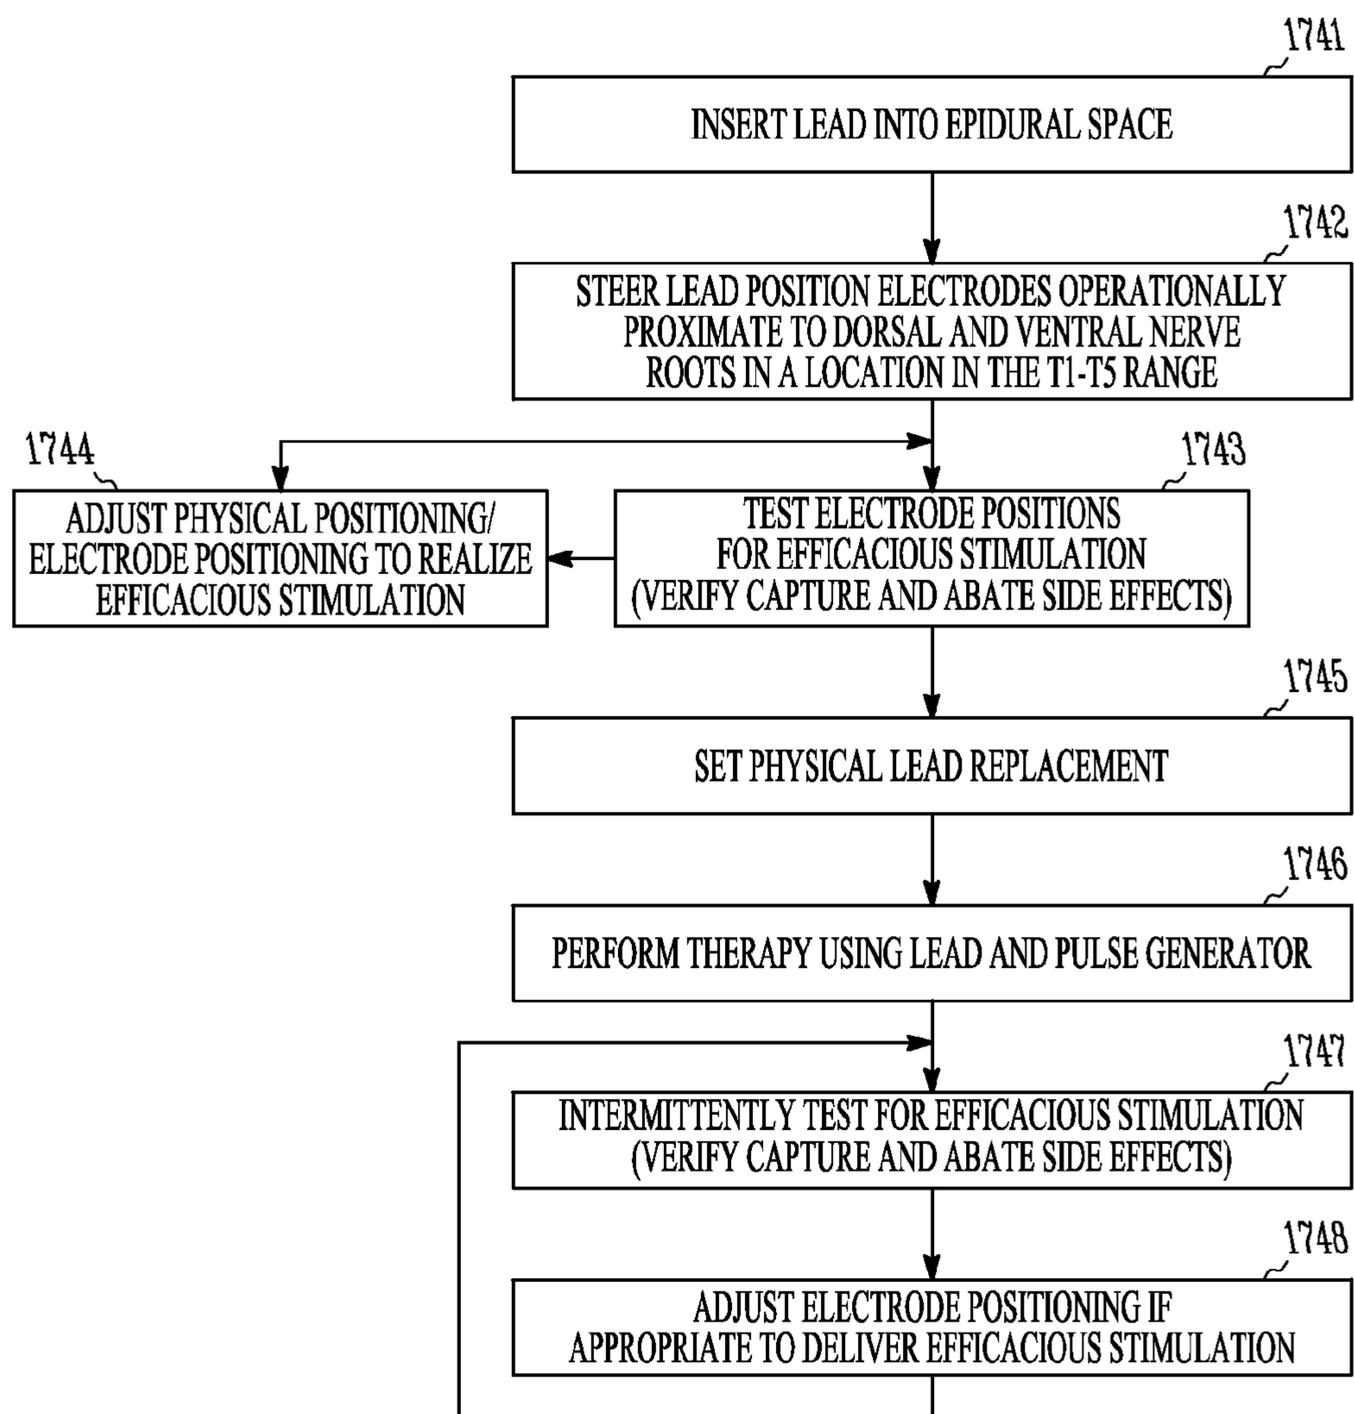 1741
INSERT LEAD INTO EPIDURAL SPACE
1742
STEER LEAD POSITION ELECTRODES OPERATIONALLY
PROXIMATE TO DORSAL AND VENTRAL NERVE
ROOTS IN A LOCATION IN THE T1-T5 RANGE
1744
ADJUST PHYSICAL POSITIONING/
ELECTRODE POSITIONING TO REALIZE
EFFICACIOUS STIMULATION
1743
TEST ELECTRODE POSITIONS
FOR EFFICACIOUS STIMULATION
(VERIFY CAPTURE AND ABATE SIDE EFFECTS)
1745
SET PHYSICAL LEAD REPLACEMENT
1746
PERFORM THERAPY USING LEAD AND PULSE GENERATOR
1747
INTERMITTENTLY TEST FOR EFFICACIOUS STIMULATION
(VERIFY CAPTURE AND ABATE SIDE EFFECTS)
1748
ADJUST ELECTRODE POSITIONING IF
APPROPRIATE TO DELIVER EFFICACIOUS STIMULATION